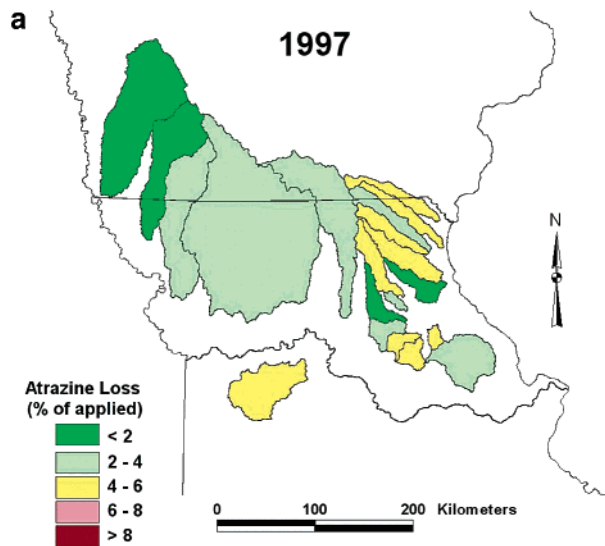 a
1997
N
Atrazine Loss
(% of applied)
< 2
2 - 4
4 - 6
6 - 8
> 8
0 100 200 Kilometers